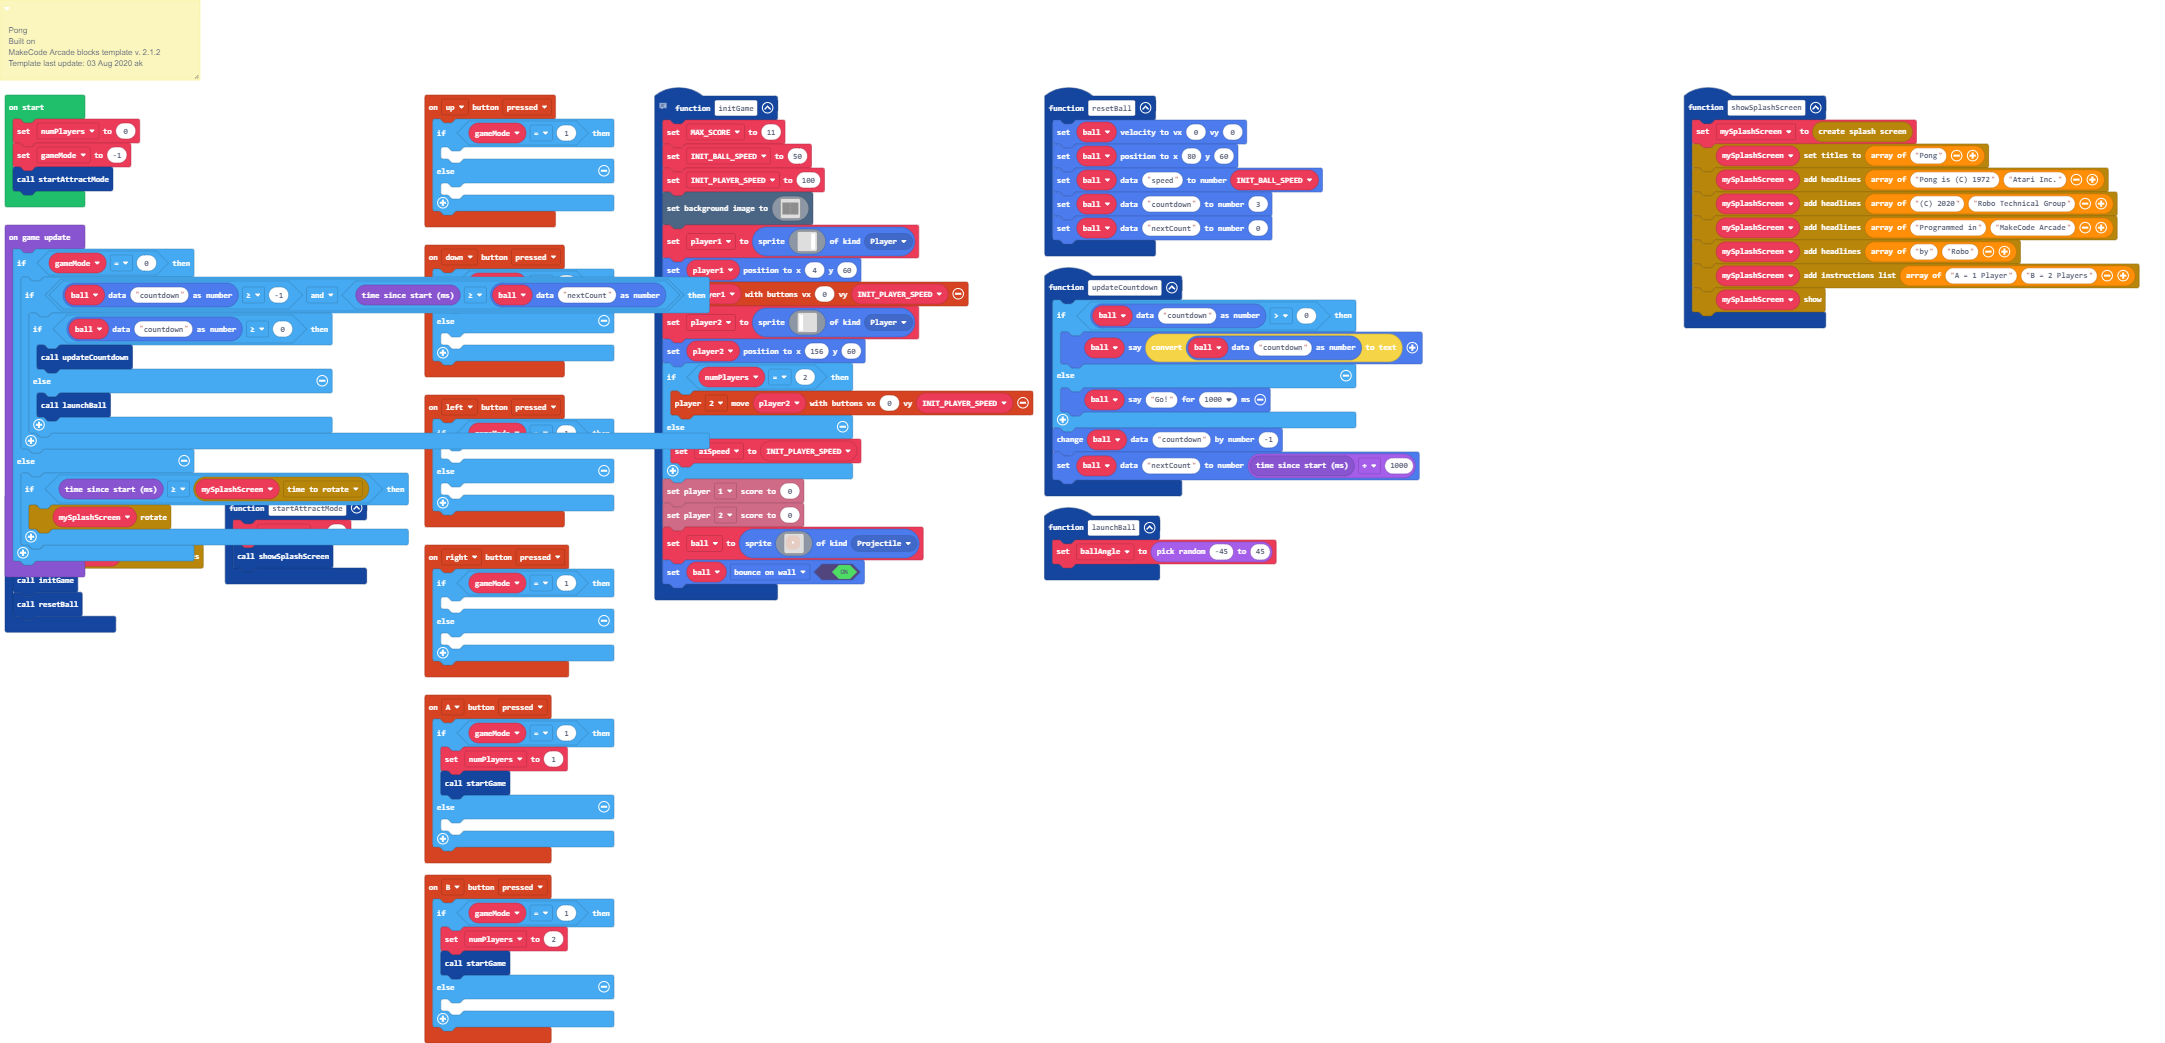 Pong
Built on
MakeCode Arcade blocks template v. 2.1.2
Template last update: 03 Aug 2020 ak
on start
set numPlayers to 0
set gameMode to -1
call startAttractMode
on game update
if gameMode = 0 then
if ball data "countdown" as number ≥ -1 and time since start (ms) ≥ ball data "nextCount" as number then
if ball data "countdown" as number ≥ 0 then
call updateCountdown
else
call launchBall
else
if time since start (ms) ≥ mySplashScreen time to rotate then
mySplashScreen rotate
s
call initGame
call resetBall
function startAttractMode
call showSplashScreen
on up button pressed
if gameMode = 1 then
else
on down button pressed
else
on left button pressed
if gameMode = 1 then
else
on right button pressed
if gameMode = 1 then
else
on A button pressed
if gameMode = 1 then
set numPlayers to 1
call startGame
else
on B button pressed
if gameMode = 1 then
set numPlayers to 2
call startGame
else
function initGame
set MAX_SCORE to 11
set INIT_BALL_SPEED to 50
set INIT_PLAYER_SPEED to 100
set background image to
set player1 to sprite of kind Player
set player1 position to x 4 y 60
yer1 with buttons vx 0 vy INIT_PLAYER_SPEED
set player2 to sprite of kind Player
set player2 position to x 156 y 60
if numPlayers = 2 then
player 2 move player2 with buttons vx 0 vy INIT_PLAYER_SPEED
else
set aiSpeed to INIT_PLAYER_SPEED
set player 1 score to 0
set player 2 score to 0
set ball to sprite of kind Projectile
set ball bounce on wall ON
function resetBall
set ball velocity to vx 0 vy 0
set ball position to x 80 y 60
set ball data "speed" to number INIT_BALL_SPEED
set ball data "countdown" to number 3
set ball data "nextCount" to number 0
function updateCountdown
if ball data "countdown" as number > 0 then
ball say convert ball data "countdown" as number to text
else
ball say "Go!" for 1000 ms
change ball data "countdown" by number -1
set ball data "nextCount" to number time since start (ms) + 1000
function launchBall
set ballAngle to pick random -45 to 45
function showSplashScreen
set mySplashScreen to create splash screen
mySplashScreen set titles to array of "Pong"
mySplashScreen add headlines array of "Pong is (C) 1972" "Atari Inc."
mySplashScreen add headlines array of "(C) 2020" "Robo Technical Group"
mySplashScreen add headlines array of "Programmed in" "MakeCode Arcade"
mySplashScreen add headlines array of "by" "Robo"
mySplashScreen add instructions list array of "A = 1 Player" "B = 2 Players"
mySplashScreen show